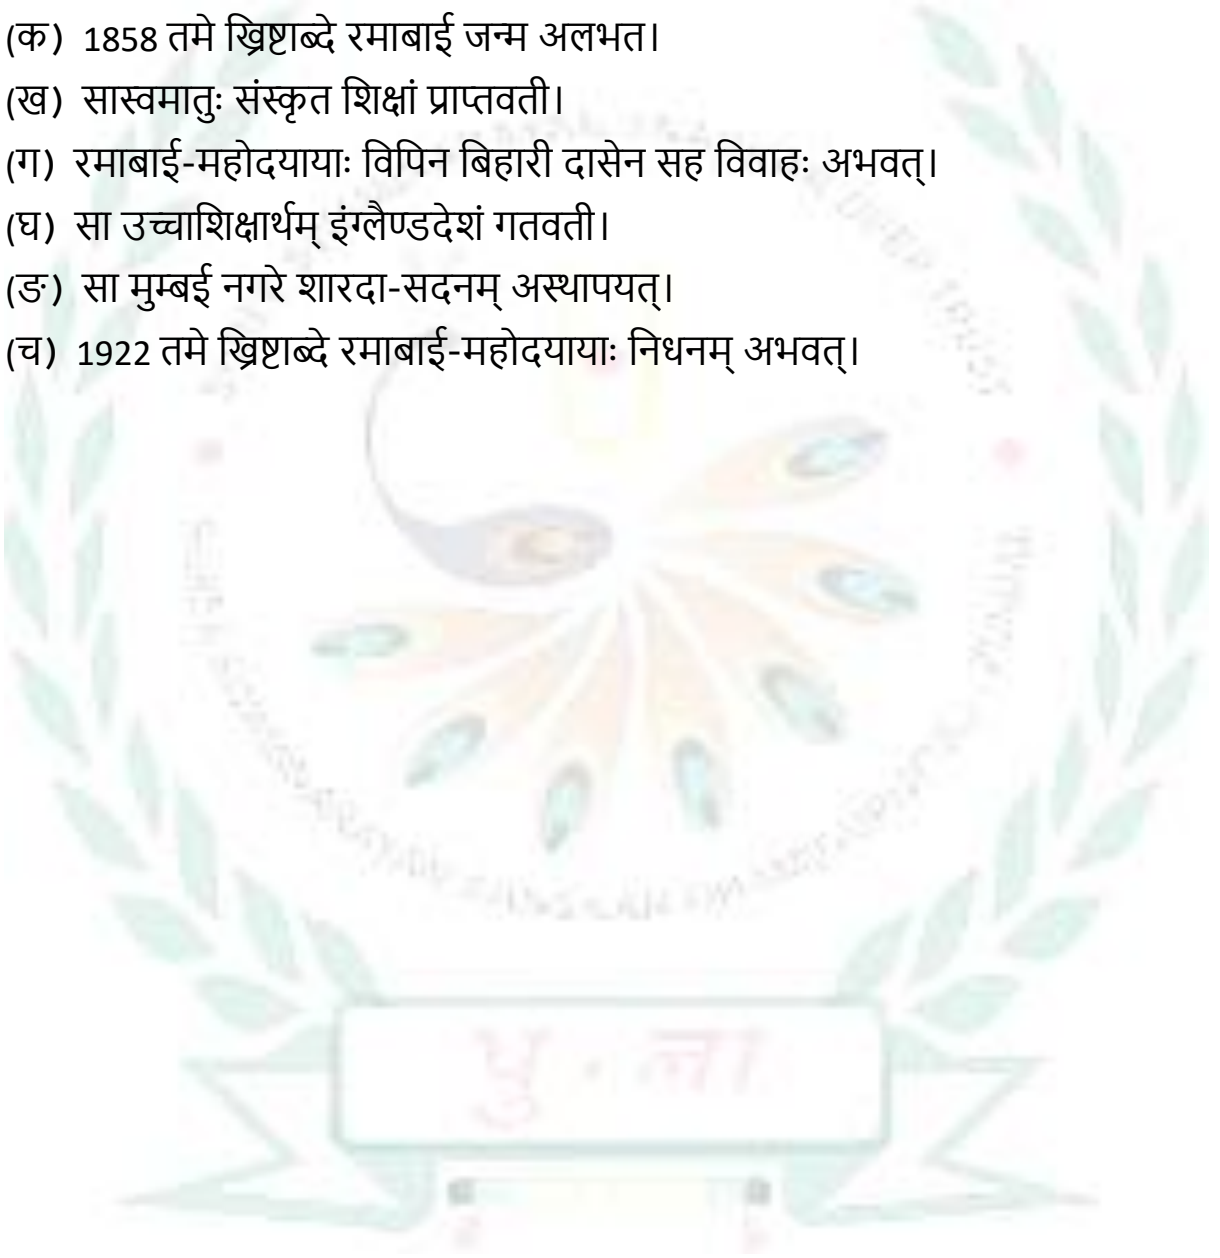 (क) 1858 तमे ख्रिष्टाब्दे रमाबाई जन्म अलभत।
(ख) सास्वमातुः संस्कृत शिक्षां प्राप्तवती।
(ग) रमाबाई-महोदयायाः विपिन बिहारी दासेन सह विवाहः अभवत्।
(घ) सा उच्चाशिक्षार्थम् इंग्लैण्डदेशं गतवती।
(ङ) सा मुम्बई नगरे शारदा-सदनम् अस्थापयत्।
(च) 1922 तमे ख्रिष्टाब्दे रमाबाई-महोदयायाः निधनम् अभवत्।